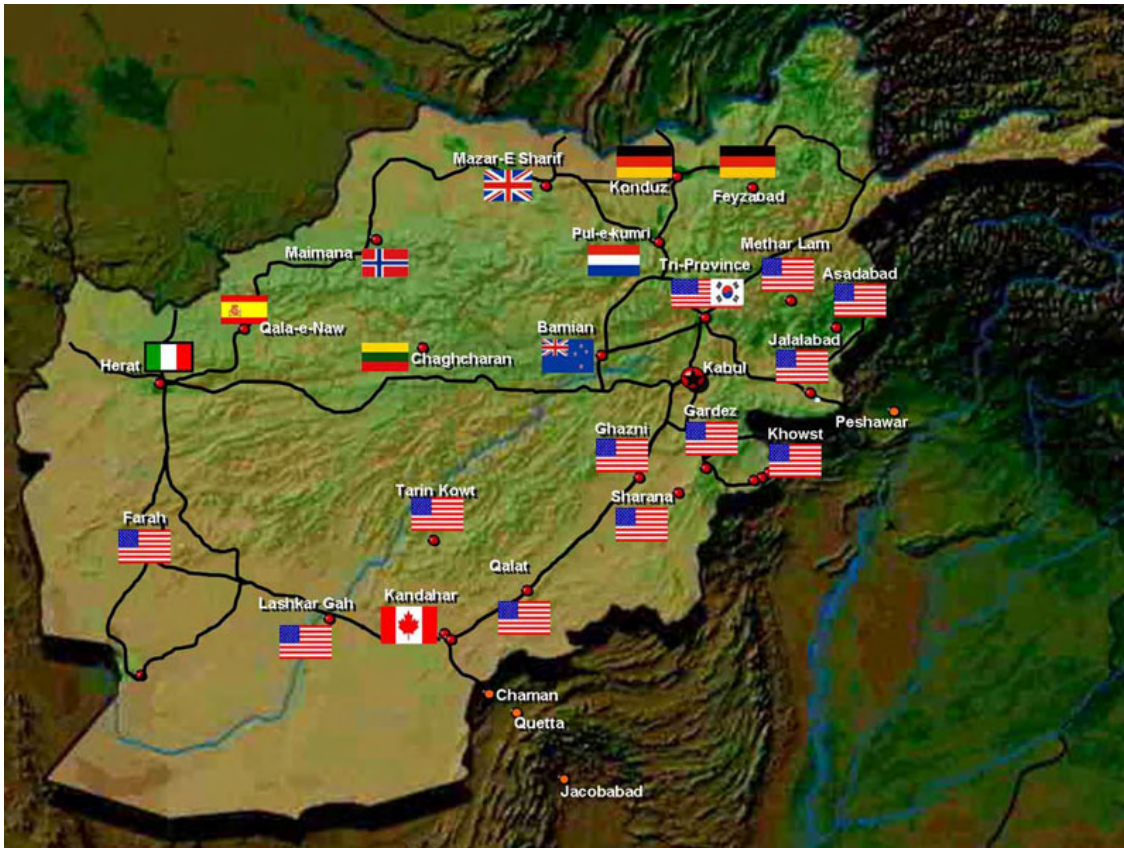 Mazar-E Sharif
Konduz
Feyzabad
Pul-e-kumri
Methar Lam
Maimana
Tri-Province
Asadabad
Qala-e-Naw
Bamian
Jalalabad
Herat
Chaghcharan
Kabul
Gardez
Peshawar
Ghazni
Khowst
Tarin Kowt
Sharana
Farah
Qalat
Lashkar Gah
Kandahar
Chaman
Quetta
Jacobabad